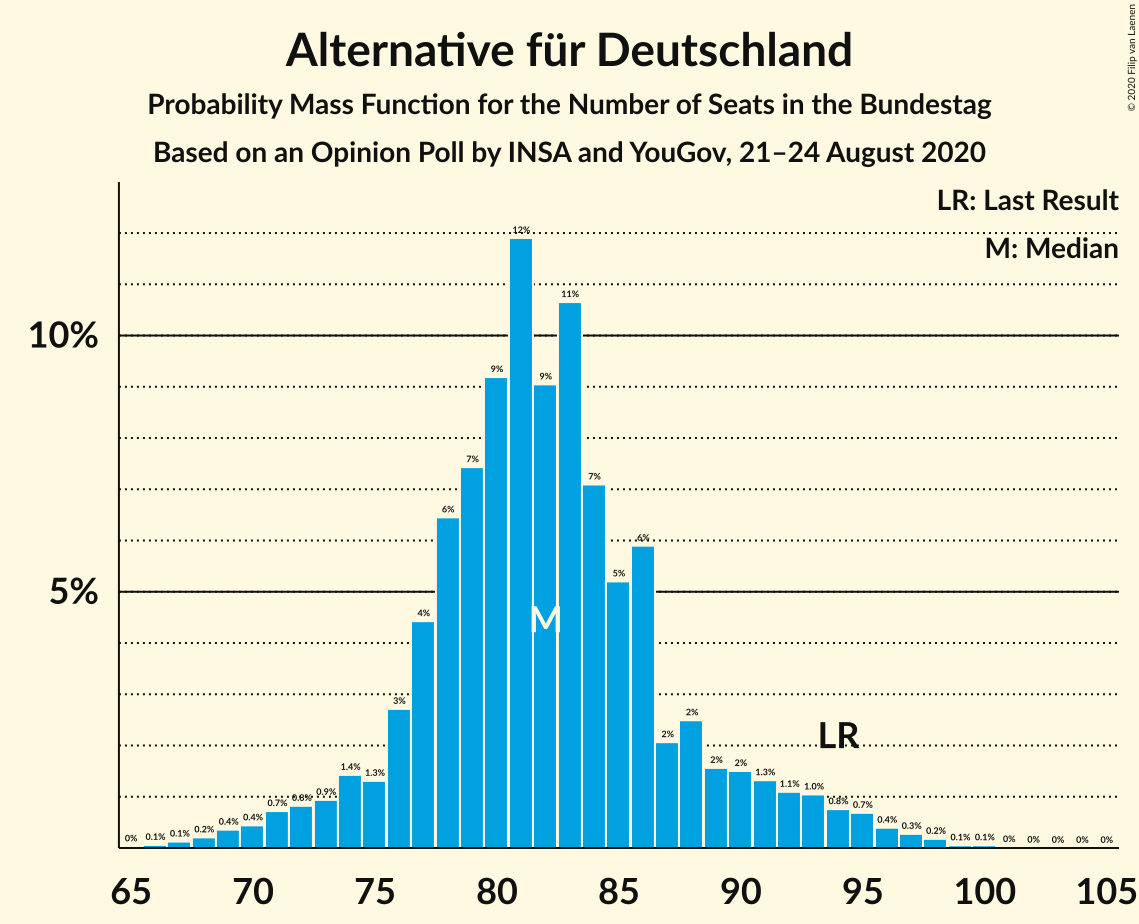 Alternative für Deutschland
Probability Mass Function for the Number of Seats in the Bundestag
Based on an Opinion Poll by INSA and YouGov, 21–24 August 2020
© 2020 Filip van Laenen
LR: Last Result
M: Median
10%
5%
0% 0.1% 0.1% 0.2% 0.4% 0.4% 0.7% 0.8% 0.9% 1.4% 1.3% 3% 4% 6% 7% 9% 12% 9% 11% 7% 5% 6% 2% 2% 2% 2% 1.3% 1.1% 1.0% 0.8% 0.7% 0.4% 0.3% 0.2% 0.1% 0.1% 0% 0% 0% 0% 0%
M
LR
65 70 75 80 85 90 95 100 105